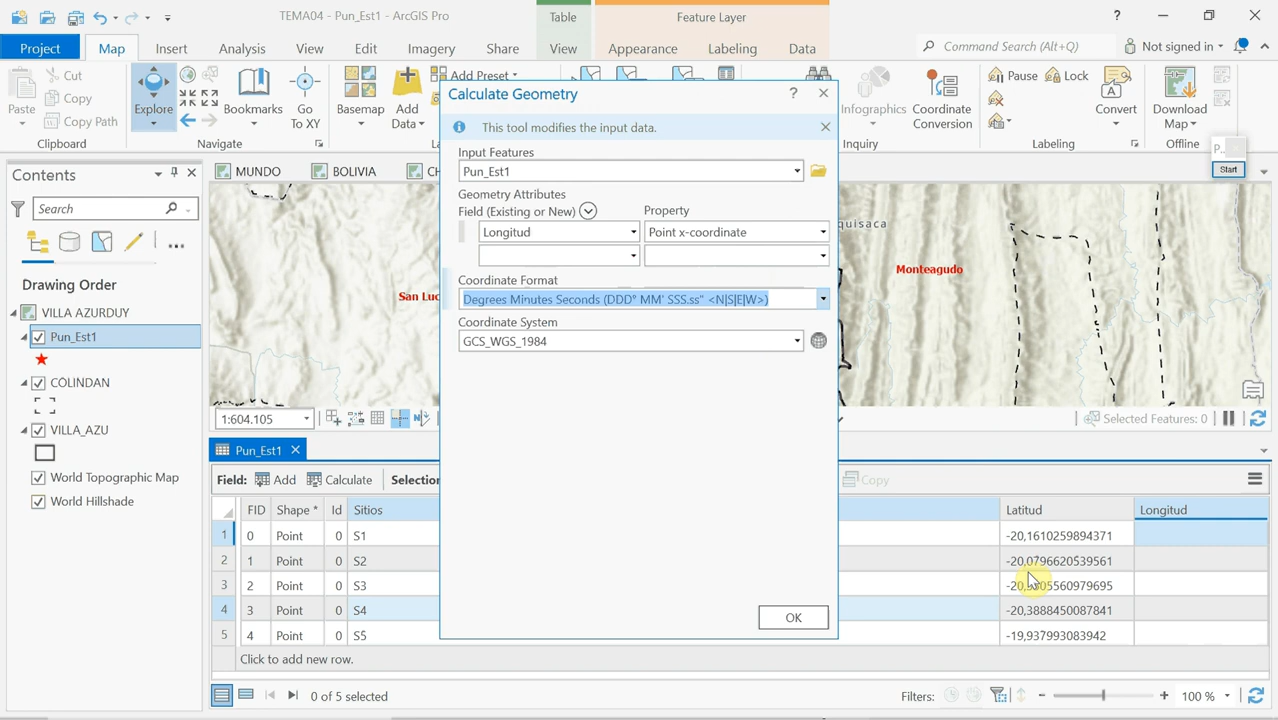 TEMA04 - Pun_Est1 - ArcGIS Pro
Table
Feature Layer
?
Project
Map
Insert
Analysis
View
Edit
Imagery
Share
View
Appearance
Labeling
Data
Command Search (Alt+Q)
Not signed in
Paste
Cut
Copy
Copy Path
Clipboard
Explore
Bookmarks
Go
To XY
Navigate
Basemap
Add
Data
Add Preset
Infographics
Coordinate
Conversion
Inquiry
Pause
Lock
Convert
Labeling
Download
Map
Offline
P...
Start
Calculate Geometry
?
This tool modifies the input data.
Input Features
Pun_Est1
Geometry Attributes
Field (Existing or New)
Property
Longitud
Point x-coordinate
Coordinate Format
Degrees Minutes Seconds (DDD° MM' SSS.ss" <N|S|E|W>)
Coordinate System
GCS_WGS_1984
OK
Contents
Search
Drawing Order
VILLA AZURDUY
Pun_Est1
COLINDAN
VILLA_AZU
World Topographic Map
World Hillshade
MUNDO
BOLIVIA
CH
San Luc
quisaca
Monteagudo
1:604.105
Selected Features: 0
Pun_Est1
Field:
Add
Calculate
Selection
Copy
FID
Shape *
Id
Sitios
Latitud
Longitud
1
0
Point
0
S1
-20,1610259894371
2
1
Point
0
S2
-20,0796620539561
3
2
Point
0
S3
4
3
Point
0
S4
-20,3888450087841
5
4
Point
0
S5
-19,937993083942
Click to add new row.
0 of 5 selected
Filters:
100 %